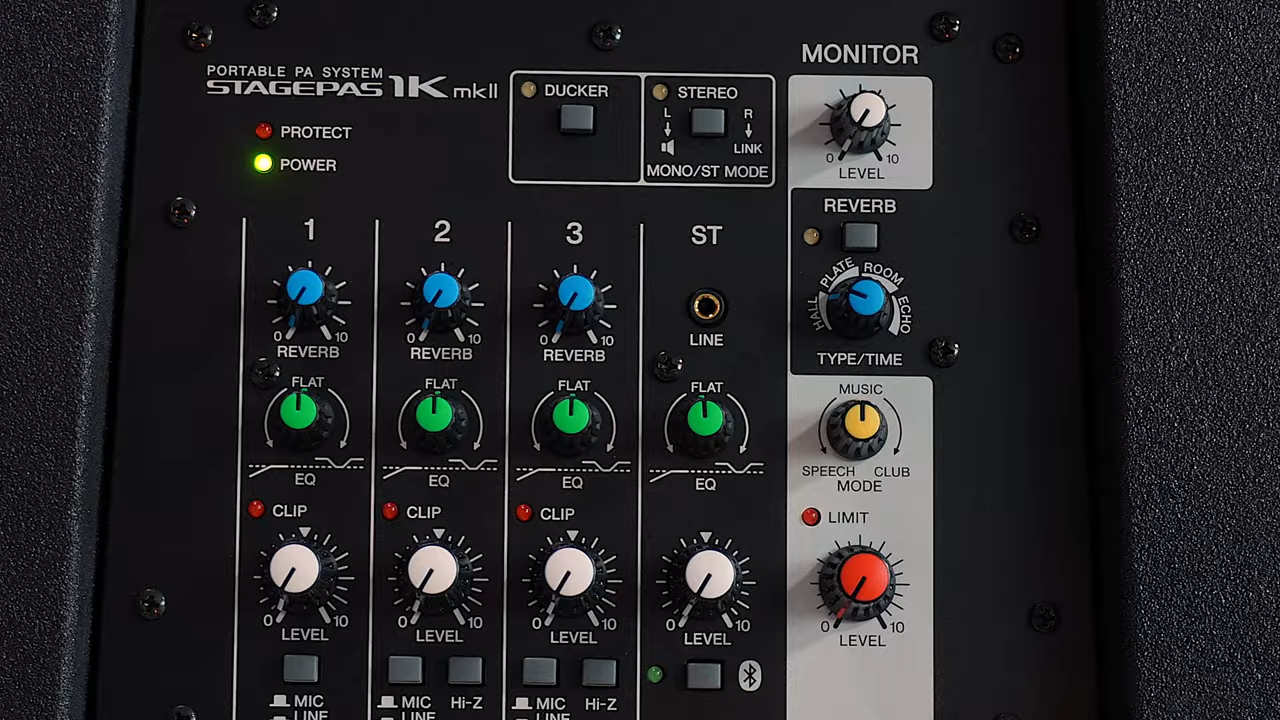 PORTABLE PA SYSTEM
STAGEPAS 1K mkII
PROTECT
POWER
DUCKER
STEREO
L
R
LINK
MONO/ST MODE
MONITOR
0 10
LEVEL
REVERB
HALL PLATE ROOM ECHO
TYPE/TIME
1 2 3 ST
0 10 0 10 0 10
REVERB REVERB REVERB
LINE
FLAT FLAT FLAT FLAT
EQ EQ EQ EQ
MUSIC
SPEECH CLUB
MODE
CLIP CLIP CLIP
LIMIT
0 10 0 10 0 10 0 10 0 10
LEVEL LEVEL LEVEL LEVEL LEVEL
MIC MIC Hi-Z MIC Hi-Z
LINE LINE LINE